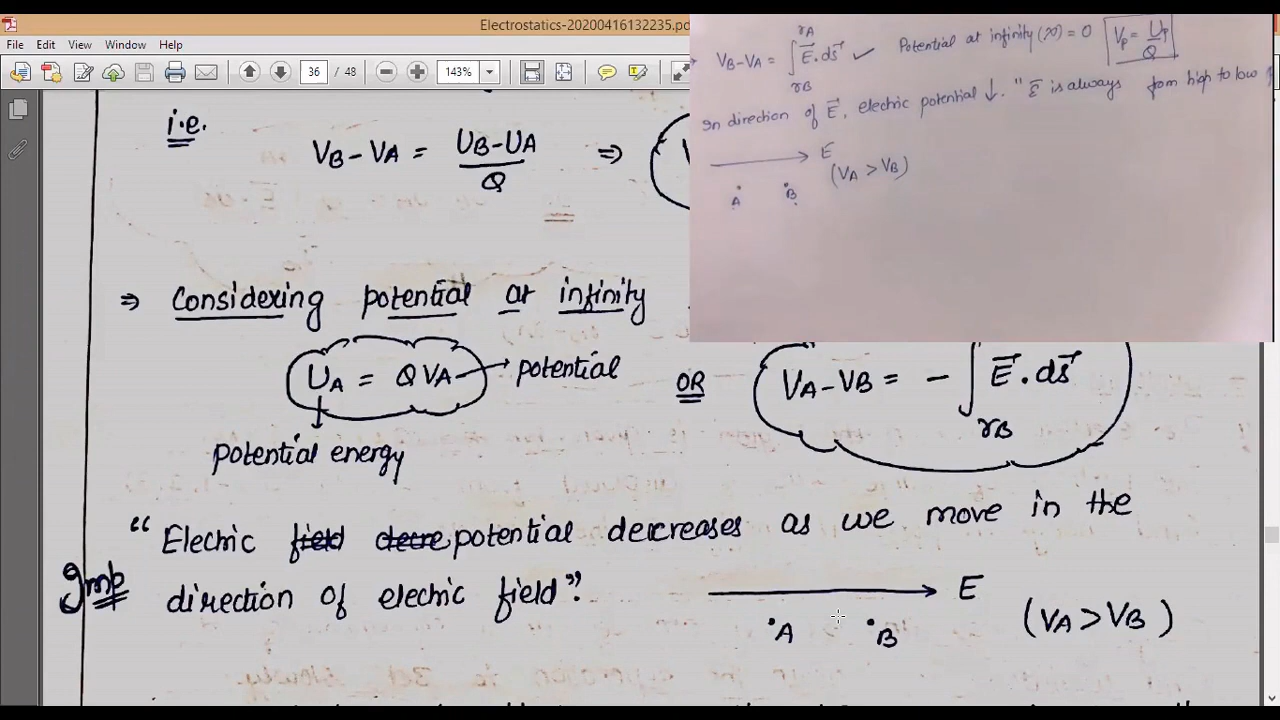 Electrostatics-20200416132235.pd
File Edit View Window Help
36 / 48 143%
i.e.
VB - VA = UB - UA / Q ⇒
⇒ Considering potential at infinity
UA = QVA → potential
potential energy
OR
VA - VB = - ∫ E⃗ . ds⃗
rB
"Electric field decre potential decreases as we move in the
Imp direction of electric field".
E
.A .B (VA > VB)
rA
VB - VA = ∫ E⃗ . ds⃗ ✓ Potential at infinity (∞) = 0 Vp = Up / Q
rB
In direction of E⃗, electric potential ↓. "E⃗ is always from high to low
E
A B (VA > VB)